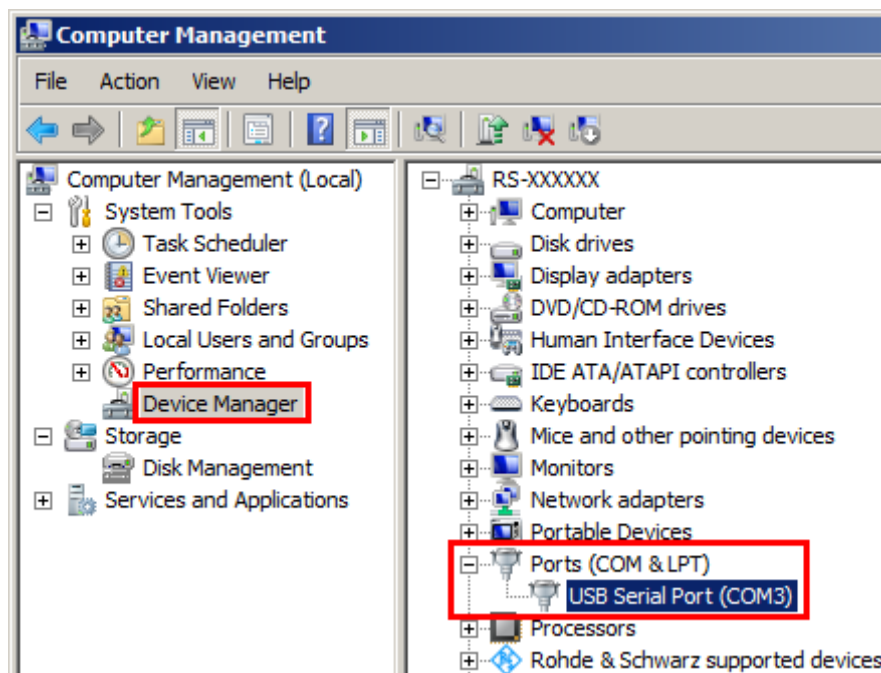 Computer Management
File Action View Help
Computer Management (Local)
System Tools
Task Scheduler
Event Viewer
Shared Folders
Local Users and Groups
Performance
Device Manager
Storage
Disk Management
Services and Applications
RS-XXXXXX
Computer
Disk drives
Display adapters
DVD/CD-ROM drives
Human Interface Devices
IDE ATA/ATAPI controllers
Keyboards
Mice and other pointing devices
Monitors
Network adapters
Portable Devices
Ports (COM & LPT)
USB Serial Port (COM3)
Processors
Rohde & Schwarz supported devices